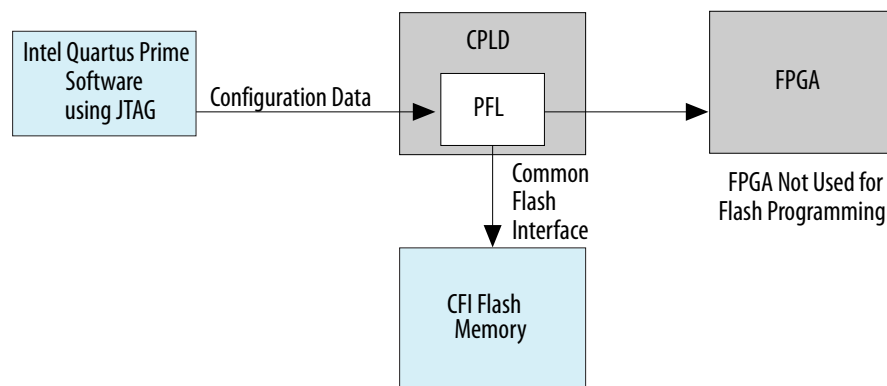 Intel Quartus Prime
Software
using JTAG
Configuration Data
CPLD
PFL
FPGA
FPGA Not Used for
Flash Programming
Common
Flash
Interface
CFI Flash
Memory